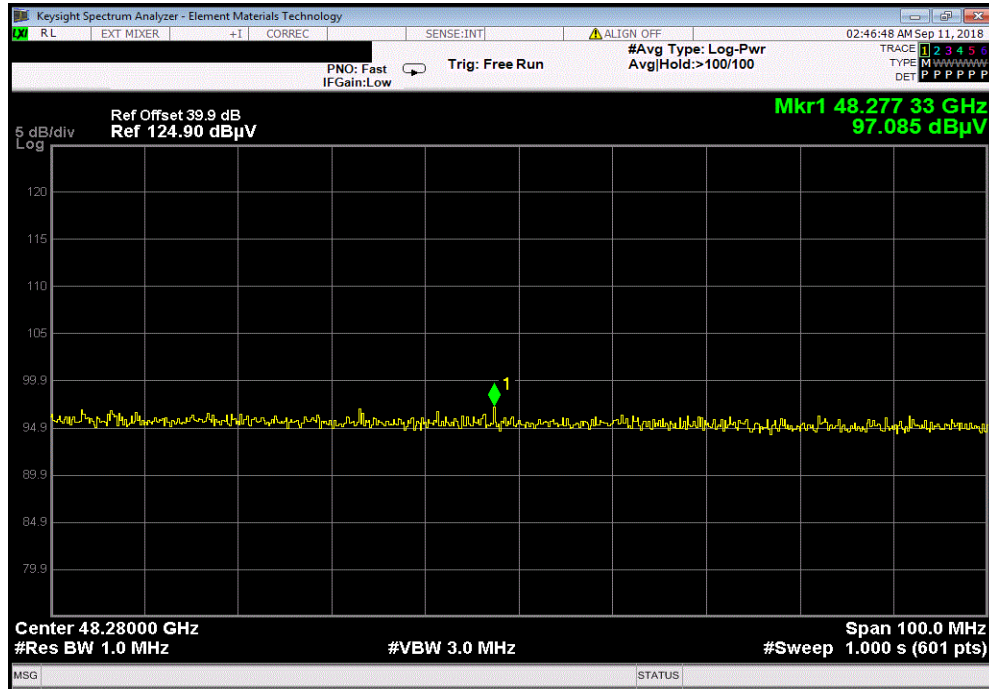 Keysight Spectrum Analyzer - Element Materials Technology
LXI RL EXT MIXER +I CORREC SENSE:INT ALIGN OFF 02:46:48 AM Sep 11, 2018
PNO: Fast
IFGain:Low
Trig: Free Run
#Avg Type: Log-Pwr
Avg|Hold:>100/100
TRACE 1 2 3 4 5 6
TYPE M WWWWW
DET P P P P P P
Mkr1 48.277 33 GHz
97.085 dBµV
5 dB/div
Log
Ref Offset 39.9 dB
Ref 124.90 dBµV
120
115
110
105
99.9
94.9
89.9
84.9
79.9
1
Center 48.28000 GHz
Span 100.0 MHz
#Res BW 1.0 MHz
#VBW 3.0 MHz
#Sweep 1.000 s (601 pts)
MSG
STATUS